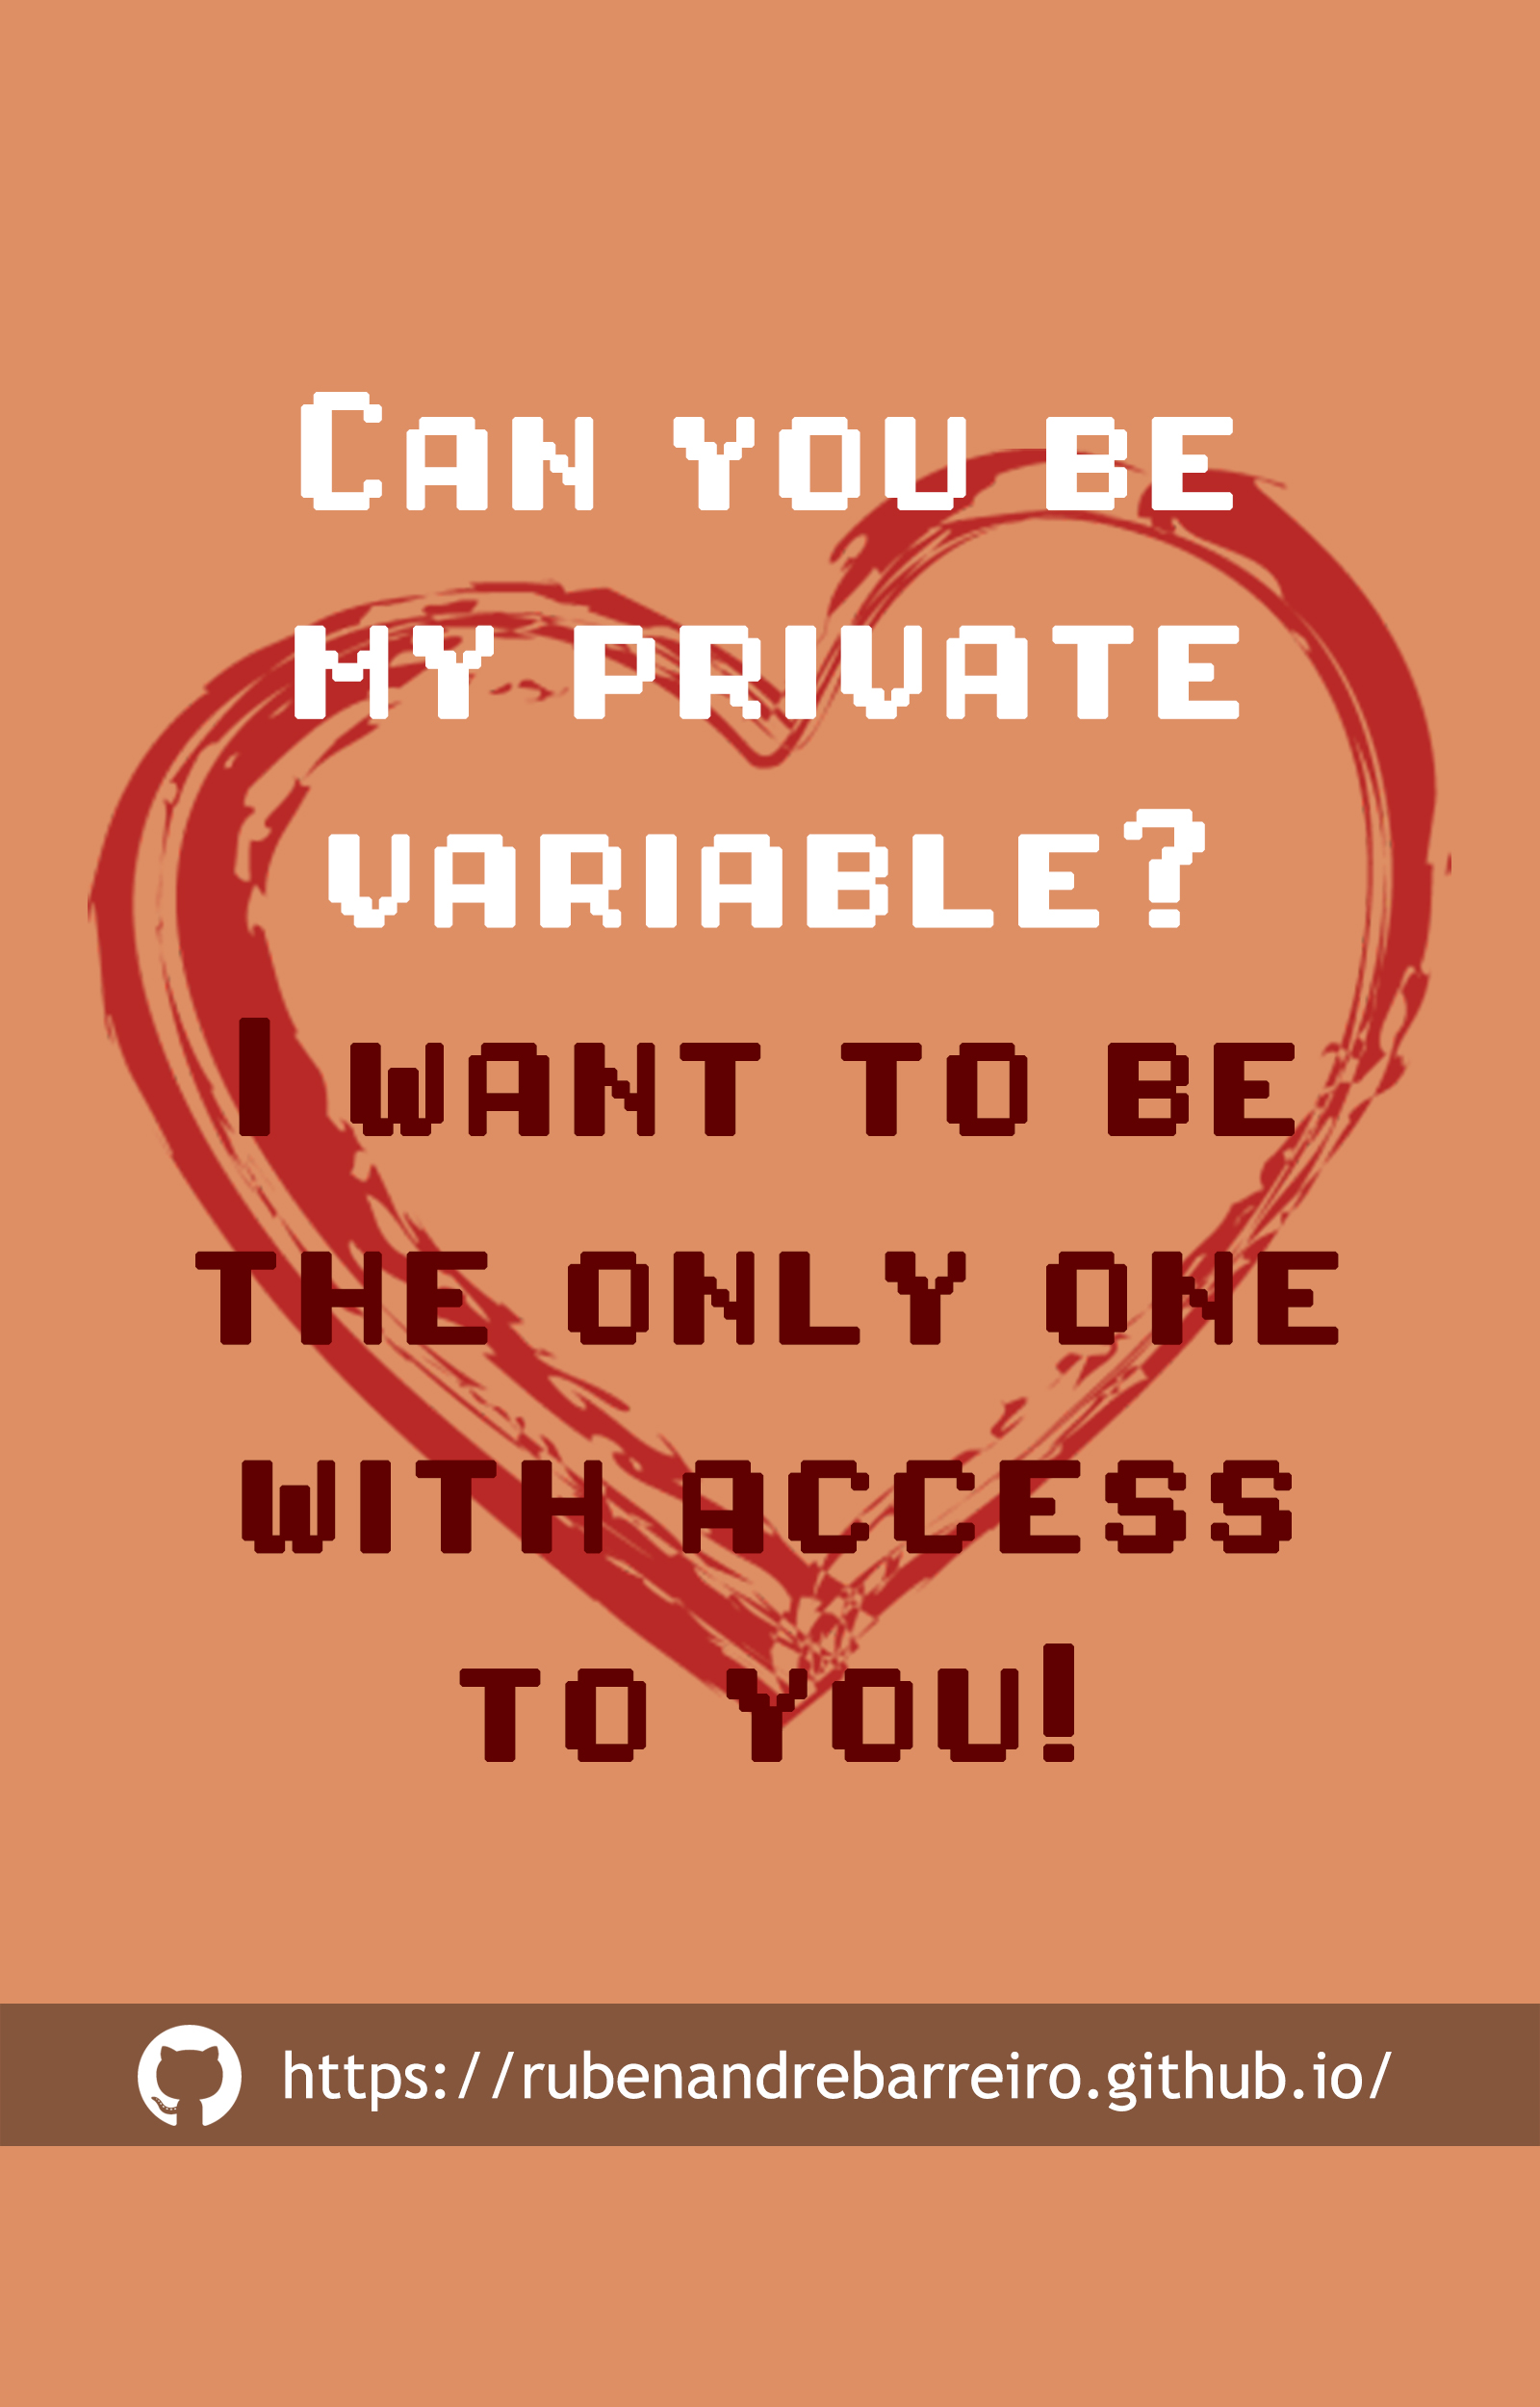 Can you be
my private
variable?
I want to be
the only one
with access
to you!
https://rubenandrebarreiro.github.io/